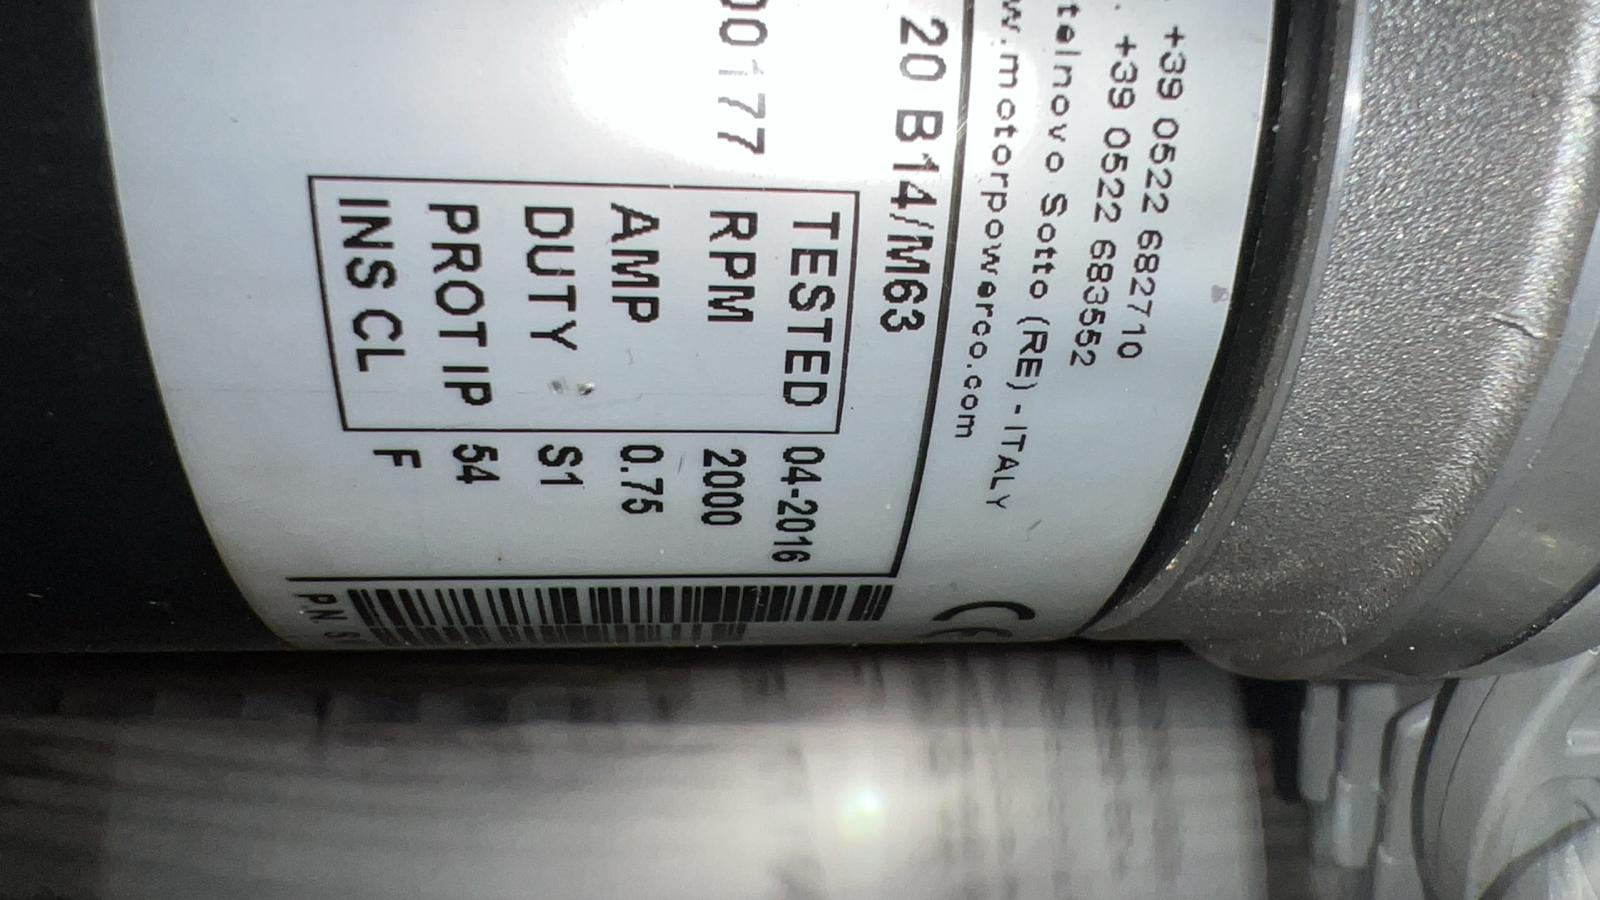 +39 0522 682710
. +39 0522 683552
telnovo Sotto (RE) - ITALY
w.motorpowerco.com
20 B14/M63
00177
TESTED 04-2016
RPM 2000
AMP 0.75
DUTY S1
PROT IP 54
INS CL F
CE
P.N.